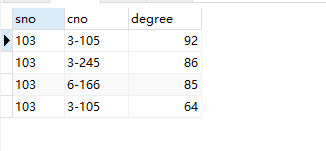 sno cno degree
103 3-105 92
103 3-245 86
103 6-166 85
103 3-105 64